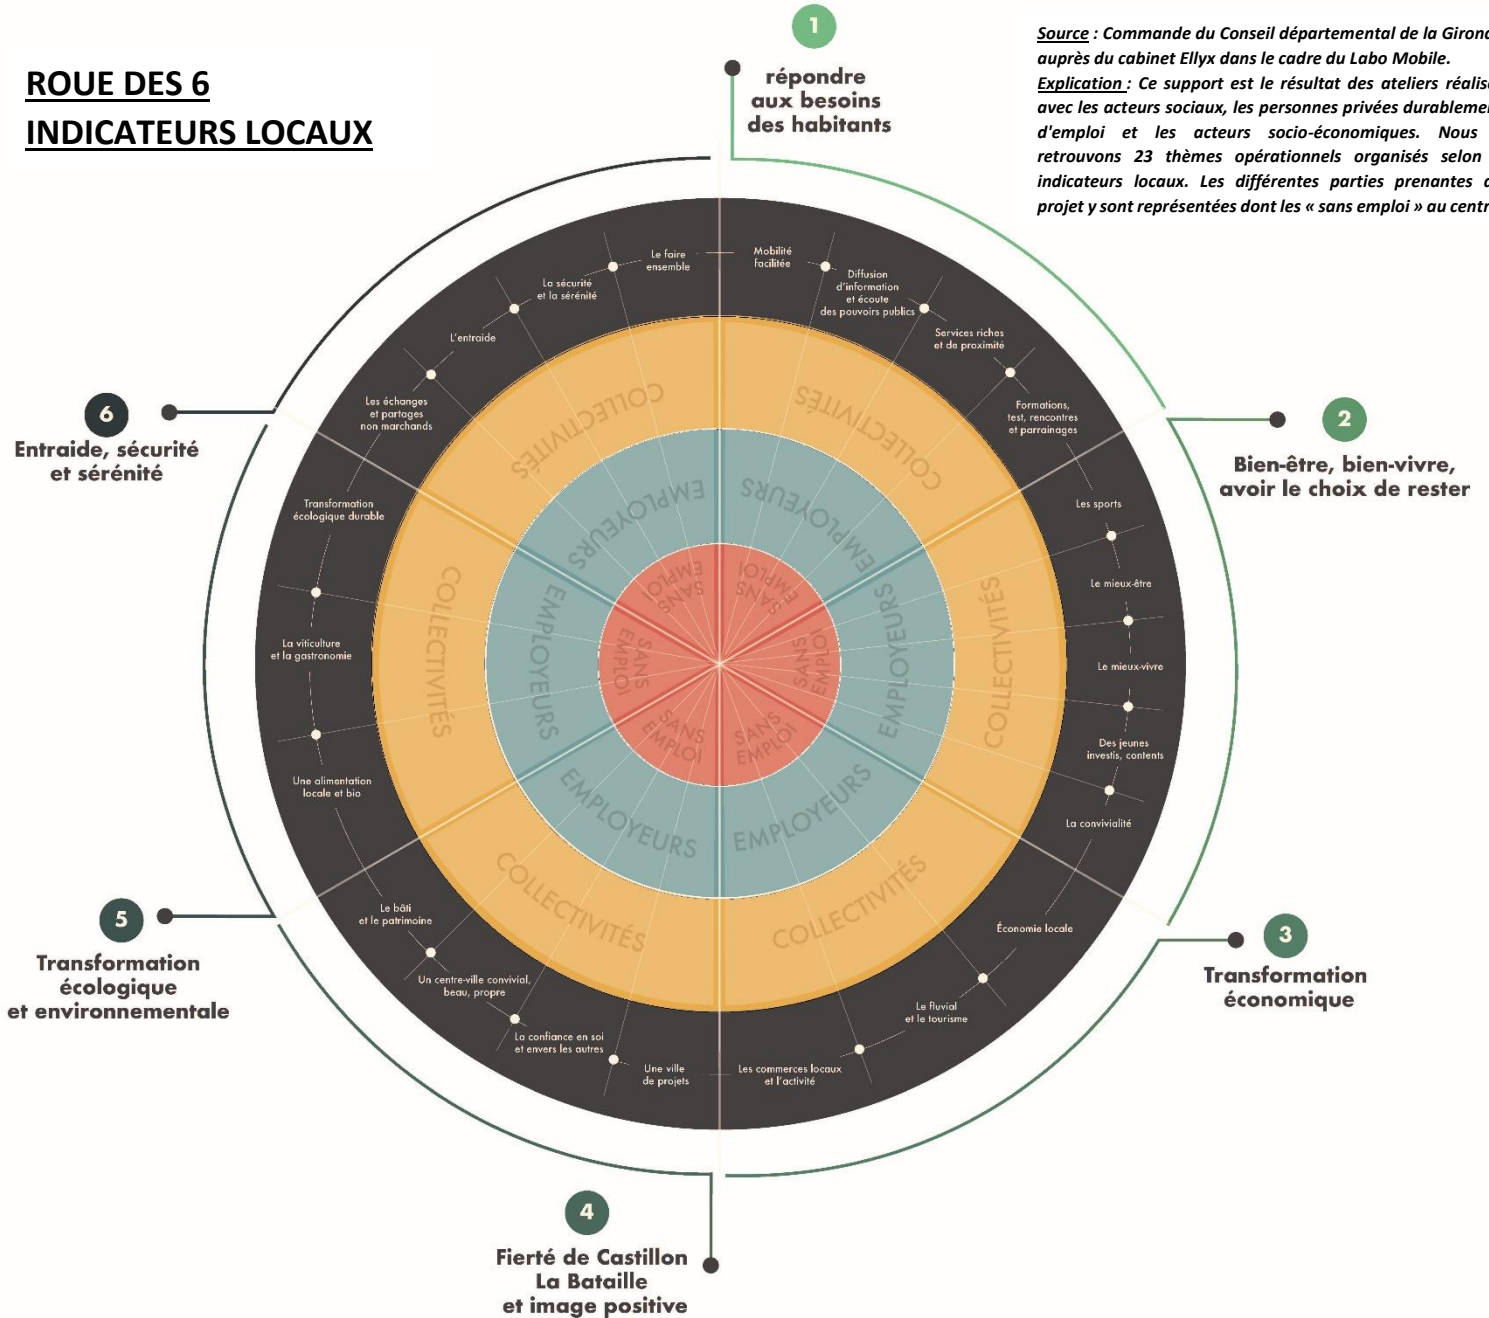 ROUE DES 6
INDICATEURS LOCAUX
Source : Commande du Conseil départemental de la Girond
auprès du cabinet Ellyx dans le cadre du Labo Mobile.
Explication : Ce support est le résultat des ateliers réalisé
avec les acteurs sociaux, les personnes privées durableme
d'emploi et les acteurs socio-économiques. Nous
retrouvons 23 thèmes opérationnels organisés selon
indicateurs locaux. Les différentes parties prenantes d
projet y sont représentées dont les « sans emploi » au centr
1
répondre
aux besoins
des habitants
2
Bien-être, bien-vivre,
avoir le choix de rester
3
Transformation
économique
4
Fierté de Castillon
La Bataille
et image positive
5
Transformation
écologique
et environnementale
6
Entraide, sécurité
et sérénité
Mobilité
facilitée
Diffusion
d'information
et écoute
des pouvoirs publics
Services riches
et de proximité
Formations,
test, rencontres
et parrainages
Les sports
Le mieux-être
Le mieux-vivre
Des jeunes
investis, contents
La convivialité
Économie locale
Le fluvial
et le tourisme
Les commerces locaux
et l'activité
Une ville
de projets
La confiance en soi
et envers les autres
Un centre-ville convivial,
beau, propre
Le bâti
et le patrimoine
Une alimentation
locale et bio
La viticulture
et la gastronomie
Transformation
écologique durable
Les échanges
et partages
non marchands
L'entraide
La sécurité
et la sérénité
Le faire
ensemble
COLLECTIVITÉS
COLLECTIVITÉS
COLLECTIVITÉS
COLLECTIVITÉS
COLLECTIVITÉS
COLLECTIVITÉS
EMPLOYEURS
EMPLOYEURS
EMPLOYEURS
EMPLOYEURS
EMPLOYEURS
EMPLOYEURS
SANS
EMPLOI
SANS
EMPLOI
SANS
EMPLOI
SANS
EMPLOI
SANS
EMPLOI
SANS
EMPLOI